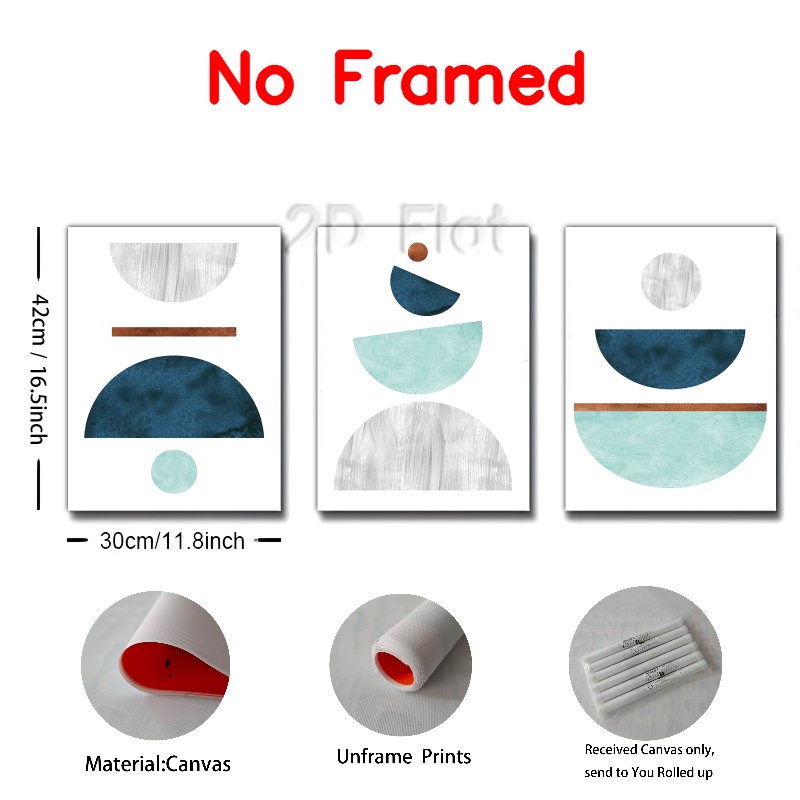 No Framed
2D Flat
42cm / 16.5inch
30cm/11.8inch
Material:Canvas
Unframe Prints
Received Canvas only,
send to You Rolled up